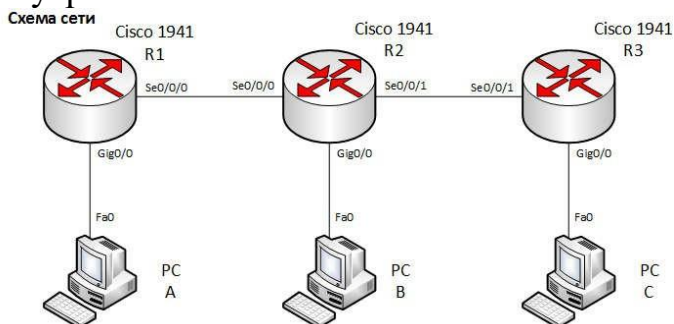 Схема сети
Cisco 1941
R1
Cisco 1941
R2
Cisco 1941
R3
Se0/0/0
Se0/0/0
Se0/0/1
Se0/0/1
Gig0/0
Gig0/0
Gig0/0
Fa0
Fa0
Fa0
PC
A
PC
B
PC
C